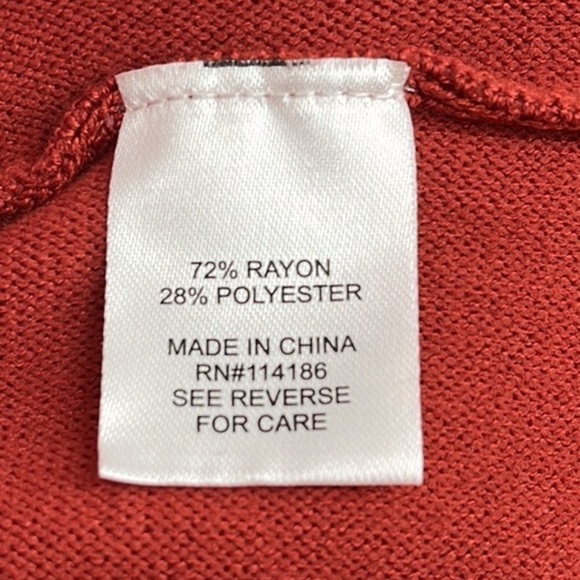 72% RAYON
28% POLYESTER
MADE IN CHINA
RN#114186
SEE REVERSE
FOR CARE